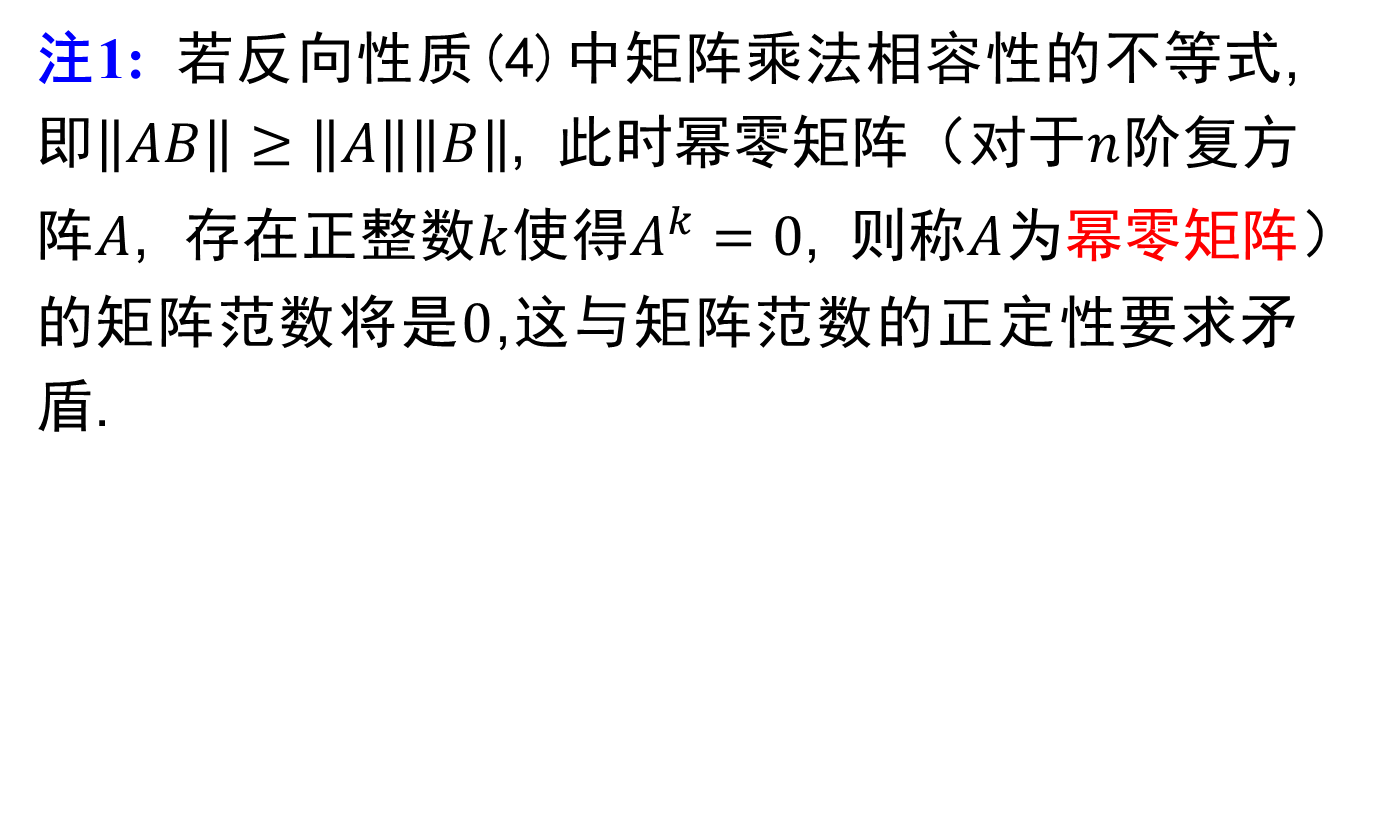 注1: 若反向性质(4)中矩阵乘法相容性的不等式,
即‖AB‖ ≥ ‖A‖‖B‖, 此时幂零矩阵（对于n阶复方
阵A, 存在正整数k使得Aᵏ = 0, 则称A为幂零矩阵）
的矩阵范数将是0,这与矩阵范数的正定性要求矛
盾.